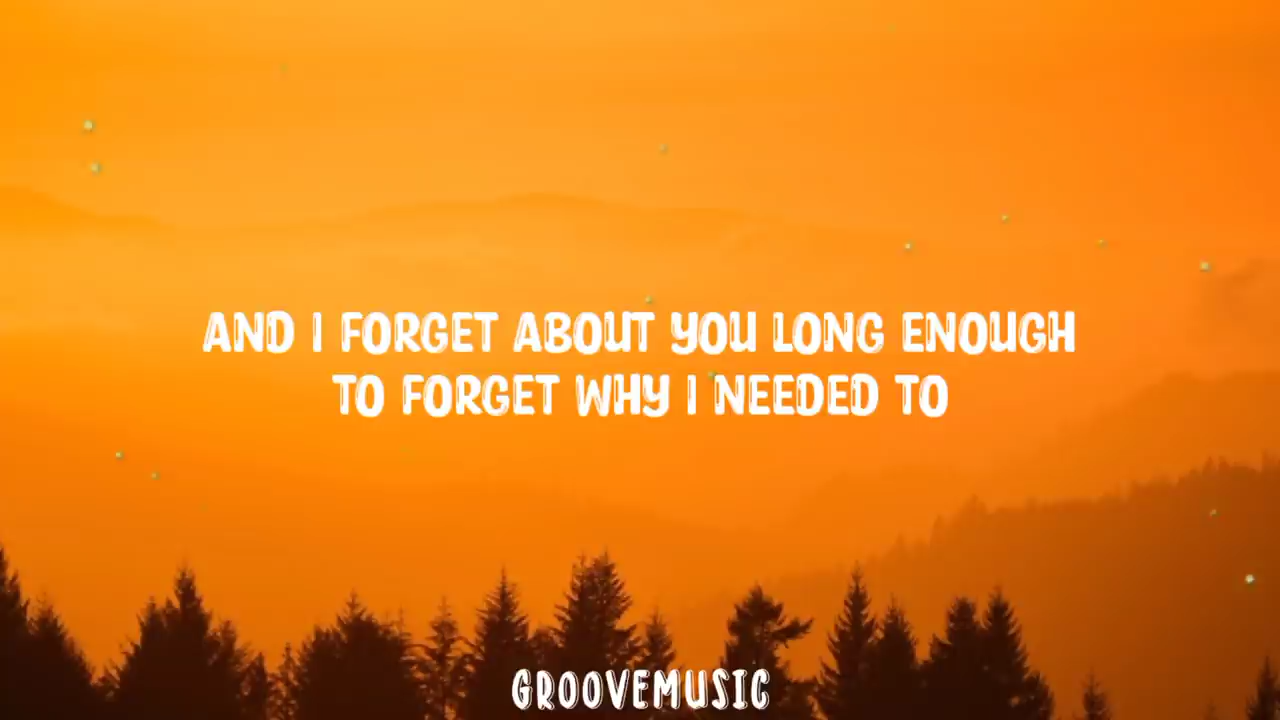 AND I FORGET ABOUT YOU LONG ENOUGH
TO FORGET WHY I NEEDED TO
GROOVEMUSIC